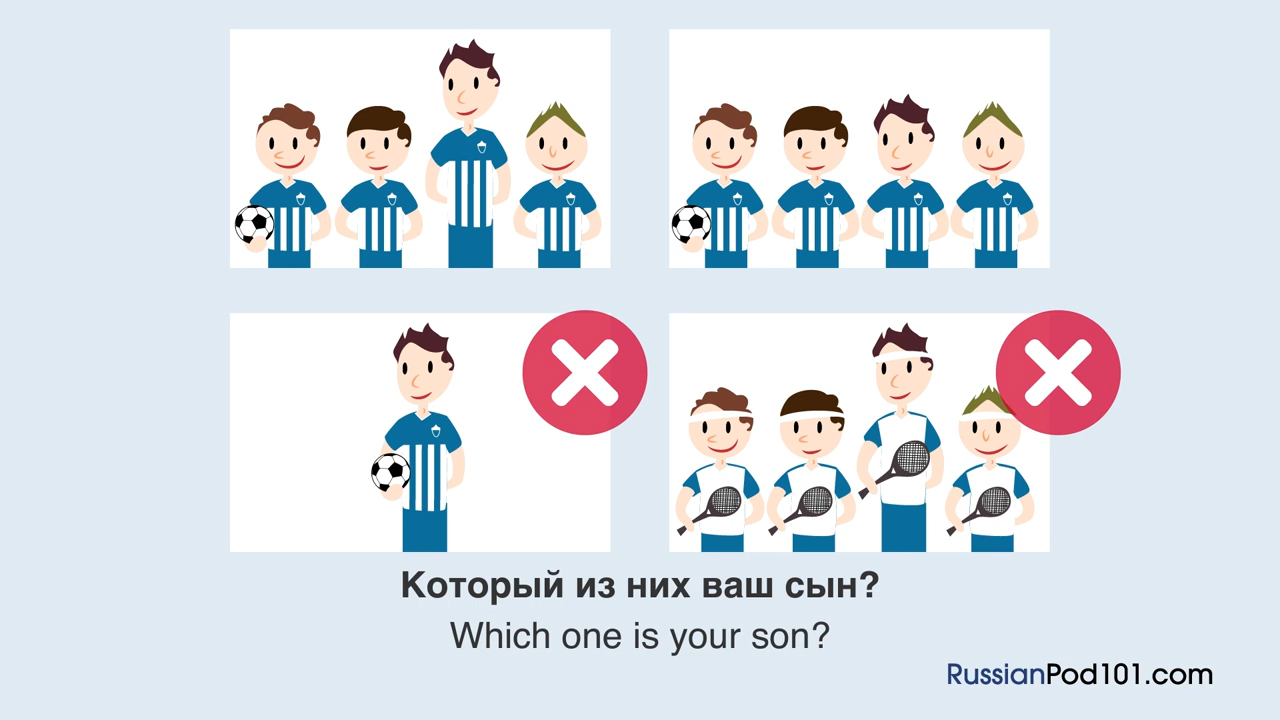 Который из них ваш сын?
Which one is your son?
RussianPod101.com